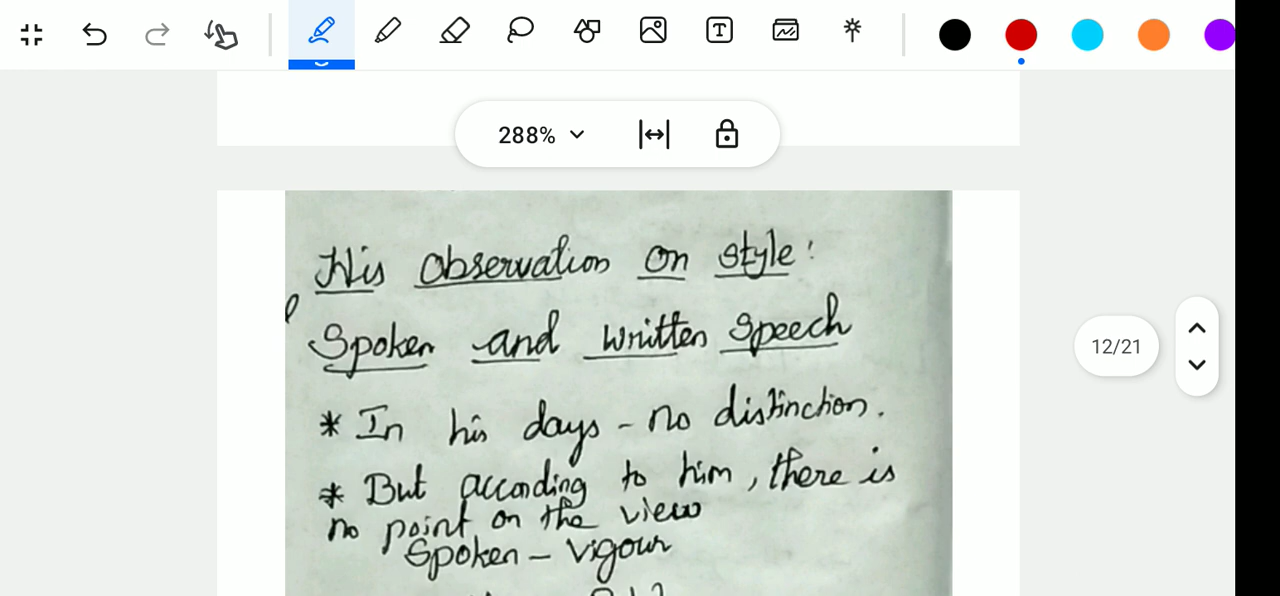 288%
His Observation on style:
Spoken and written Speech
12/21
* In his days - no distinction.
* But according to him, there is
no point on the view
Spoken - Vigour